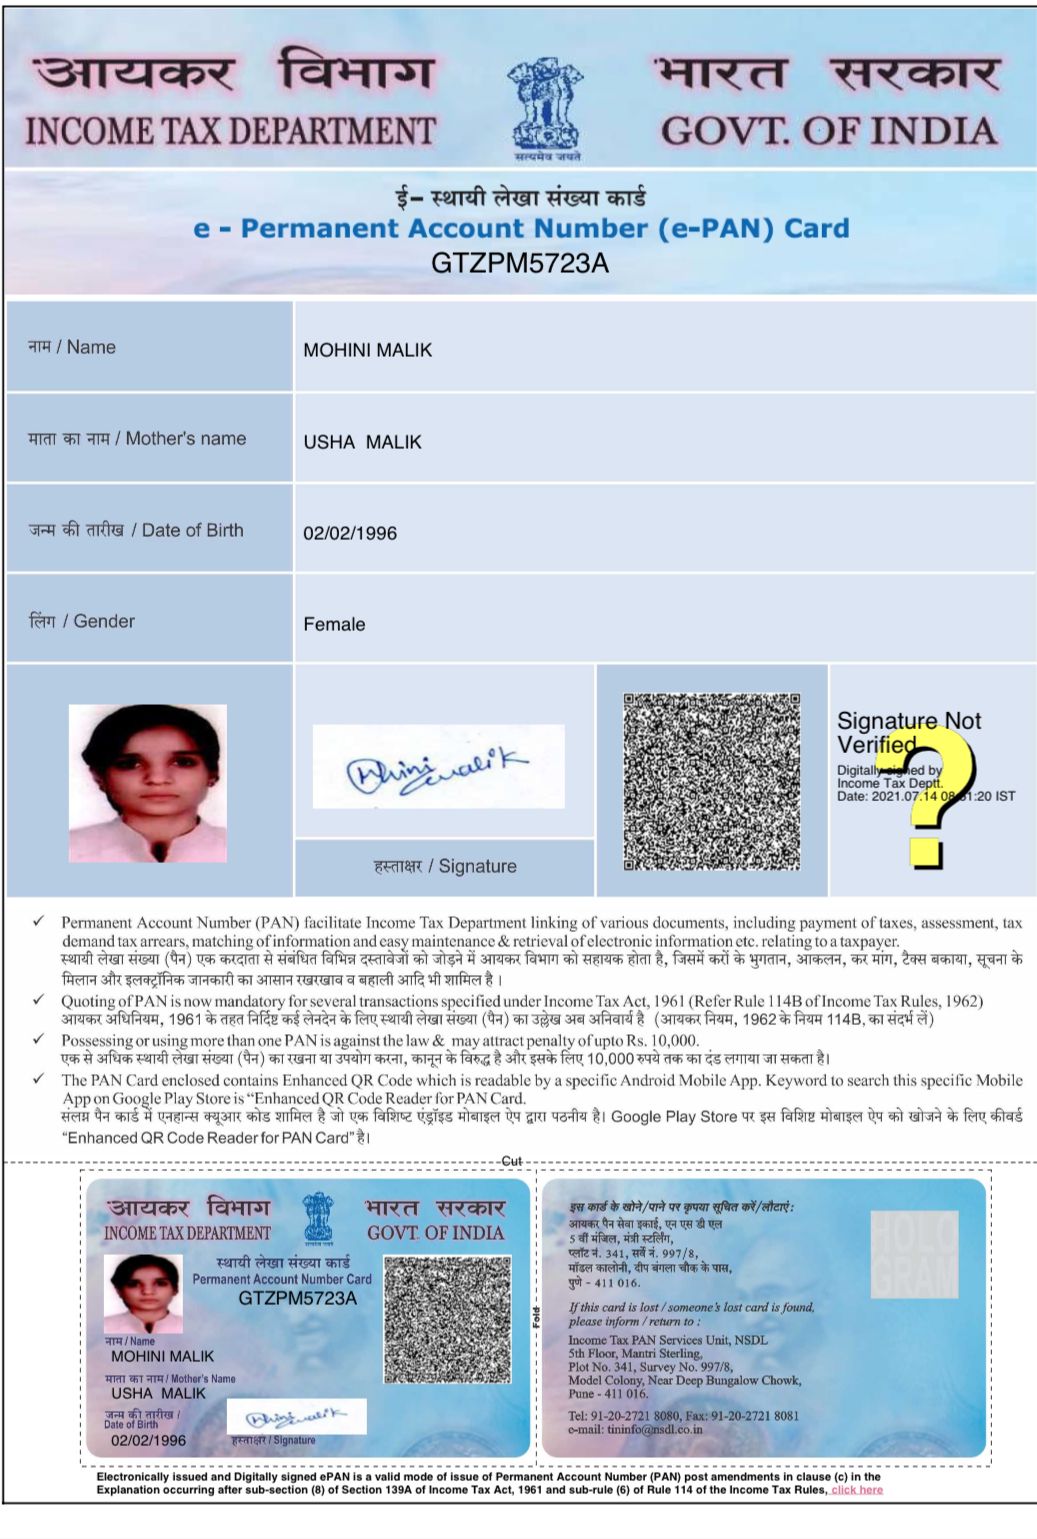 आयकर विभाग
INCOME TAX DEPARTMENT
सत्यमेव जयते
भारत सरकार
GOVT. OF INDIA
ई– स्थायी लेखा संख्या कार्ड
e - Permanent Account Number (e-PAN) Card
GTZPM5723A
नाम / Name
MOHINI MALIK
माता का नाम / Mother's name
USHA MALIK
जन्म की तारीख / Date of Birth
02/02/1996
लिंग / Gender
Female
हस्ताक्षर / Signature
Signature Not
Verified
Digitally signed by
Income Tax Deptt.
Date: 2021.07.14 08: :20 IST
?
✓ Permanent Account Number (PAN) facilitate Income Tax Department linking of various documents, including payment of taxes, assessment, tax
demand tax arrears, matching of information and easy maintenance & retrieval of electronic information etc. relating to a taxpayer.
स्थायी लेखा संख्या (पैन) एक करदाता से संबंधित विभिन्न दस्तावेजों को जोड़ने में आयकर विभाग को सहायक होता है, जिसमें करों के भुगतान, आकलन, कर मांग, टैक्स बकाया, सूचना के
मिलान और इलक्ट्रॉनिक जानकारी का आसान रखरखाव व बहाली आदि भी शामिल है ।
✓ Quoting of PAN is now mandatory for several transactions specified under Income Tax Act, 1961 (Refer Rule 114B of Income Tax Rules, 1962)
आयकर अधिनियम, 1961 के तहत निर्दिष्ट कई लेनदेन के लिए स्थायी लेखा संख्या (पैन) का उल्लेख अब अनिवार्य है (आयकर नियम, 1962 के नियम 114B, का संदर्भ लें)
✓ Possessing or using more than one PAN is against the law & may attract penalty of upto Rs. 10,000.
एक से अधिक स्थायी लेखा संख्या (पैन) का रखना या उपयोग करना, कानून के विरुद्ध है और इसके लिए 10,000 रुपये तक का दंड लगाया जा सकता है।
✓ The PAN Card enclosed contains Enhanced QR Code which is readable by a specific Android Mobile App. Keyword to search this specific Mobile
App on Google Play Store is “Enhanced QR Code Reader for PAN Card.
संलग्न पैन कार्ड में एनहान्स क्यूआर कोड शामिल है जो एक विशिष्ट एंड्रॉइड मोबाइल ऐप द्वारा पठनीय है। Google Play Store पर इस विशिष्ट मोबाइल ऐप को खोजने के लिए कीवर्ड
“Enhanced QR Code Reader for PAN Card” है।
Cut
आयकर विभाग
INCOME TAX DEPARTMENT
भारत सरकार
GOVT. OF INDIA
स्थायी लेखा संख्या कार्ड
Permanent Account Number Card
GTZPM5723A
नाम / Name
MOHINI MALIK
माता का नाम / Mother's Name
USHA MALIK
जन्म की तारीख /
Date of Birth
02/02/1996
हस्ताक्षर / Signature
Fold
इस कार्ड के खोने/पाने पर कृपया सूचित करें/लौटाएं :
आयकर पैन सेवा इकाई, एन एस डी एल
5 वीं मंजिल, मंत्री स्टर्लिंग,
प्लॉट नं. 341, सर्वे नं. 997/8,
मॉडल कालोनी, दीप बंगला चौक के पास,
पुणे - 411 016.
HOLO
GRAM
If this card is lost / someone's lost card is found,
please inform / return to :
Income Tax PAN Services Unit, NSDL
5th Floor, Mantri Sterling,
Plot No. 341, Survey No. 997/8,
Model Colony, Near Deep Bungalow Chowk,
Pune - 411 016.
Tel: 91-20-2721 8080, Fax: 91-20-2721 8081
e-mail: tininfo@nsdl.co.in
Electronically issued and Digitally signed ePAN is a valid mode of issue of Permanent Account Number (PAN) post amendments in clause (c) in the
Explanation occurring after sub-section (8) of Section 139A of Income Tax Act, 1961 and sub-rule (6) of Rule 114 of the Income Tax Rules, click here